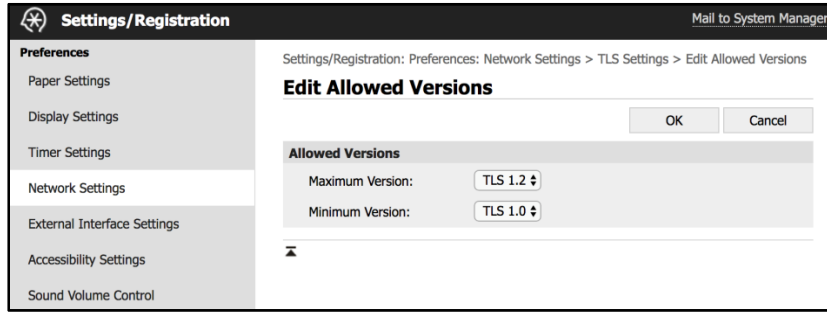 Settings/Registration
Mail to System Manager
Preferences
Paper Settings
Display Settings
Timer Settings
Network Settings
External Interface Settings
Accessibility Settings
Sound Volume Control
Settings/Registration: Preferences: Network Settings > TLS Settings > Edit Allowed Versions
Edit Allowed Versions
OK Cancel
Allowed Versions
Maximum Version: TLS 1.2
Minimum Version: TLS 1.0